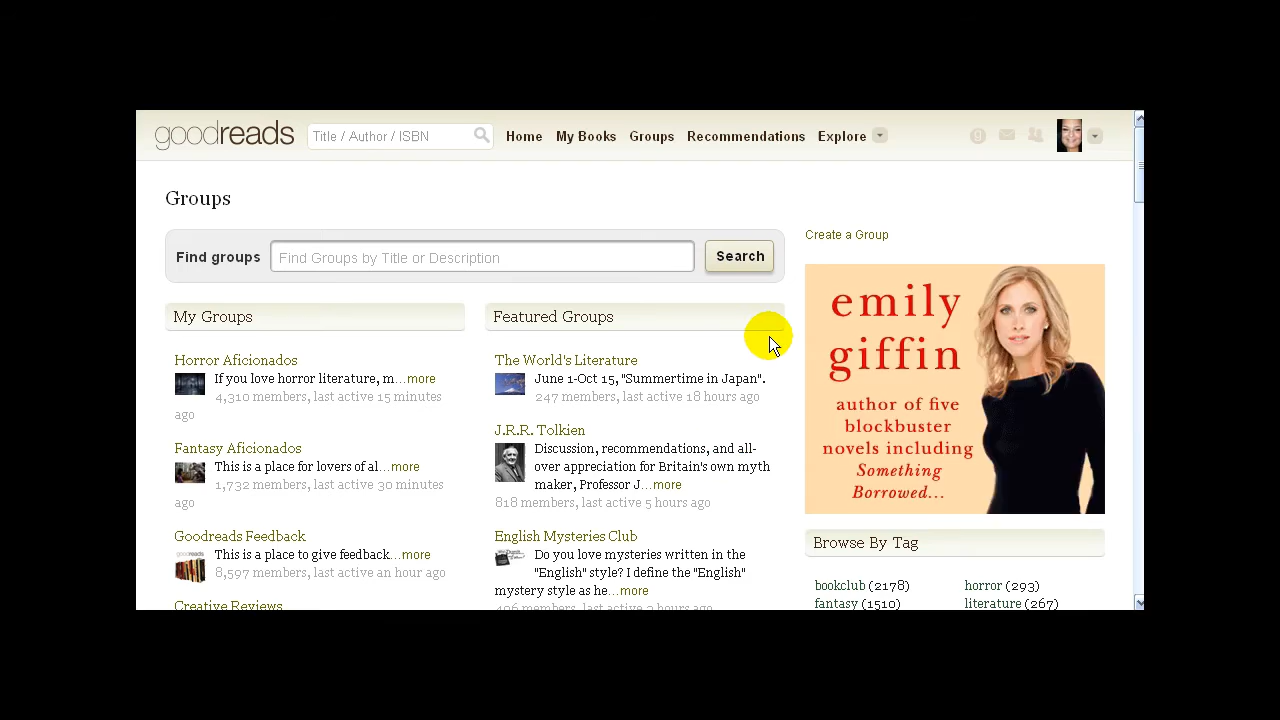 goodreads
Title / Author / ISBN
Home My Books Groups Recommendations Explore
Groups
Find groups
Find Groups by Title or Description
Search
My Groups
Horror Aficionados
If you love horror literature, m...more
4,310 members, last active 15 minutes
ago
Fantasy Aficionados
This is a place for lovers of al...more
1,732 members, last active 30 minutes
ago
Goodreads Feedback
This is a place to give feedback...more
8,597 members, last active an hour ago
Creative Reviews
Featured Groups
The World's Literature
June 1-Oct 15, "Summertime in Japan".
247 members, last active 18 hours ago
J.R.R. Tolkien
Discussion, recommendations, and all-
over appreciation for Britain's own myth
maker, Professor J...more
818 members, last active 5 hours ago
English Mysteries Club
Do you love mysteries written in the
"English" style? I define the "English"
mystery style as he...more
members, last active hours ago
Create a Group
emily
giffin
author of five
blockbuster
novels including
Something
Borrowed...
Browse By Tag
bookclub (2178)
fantasy (1510)
horror (293)
literature (267)